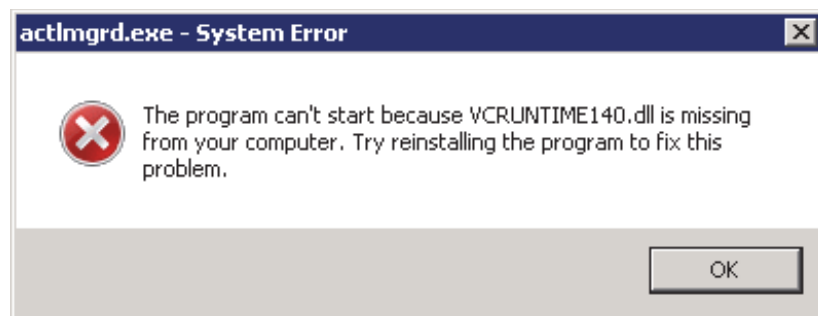 actlmgrd.exe - System Error
The program can't start because VCRUNTIME140.dll is missing
from your computer. Try reinstalling the program to fix this
problem.
OK